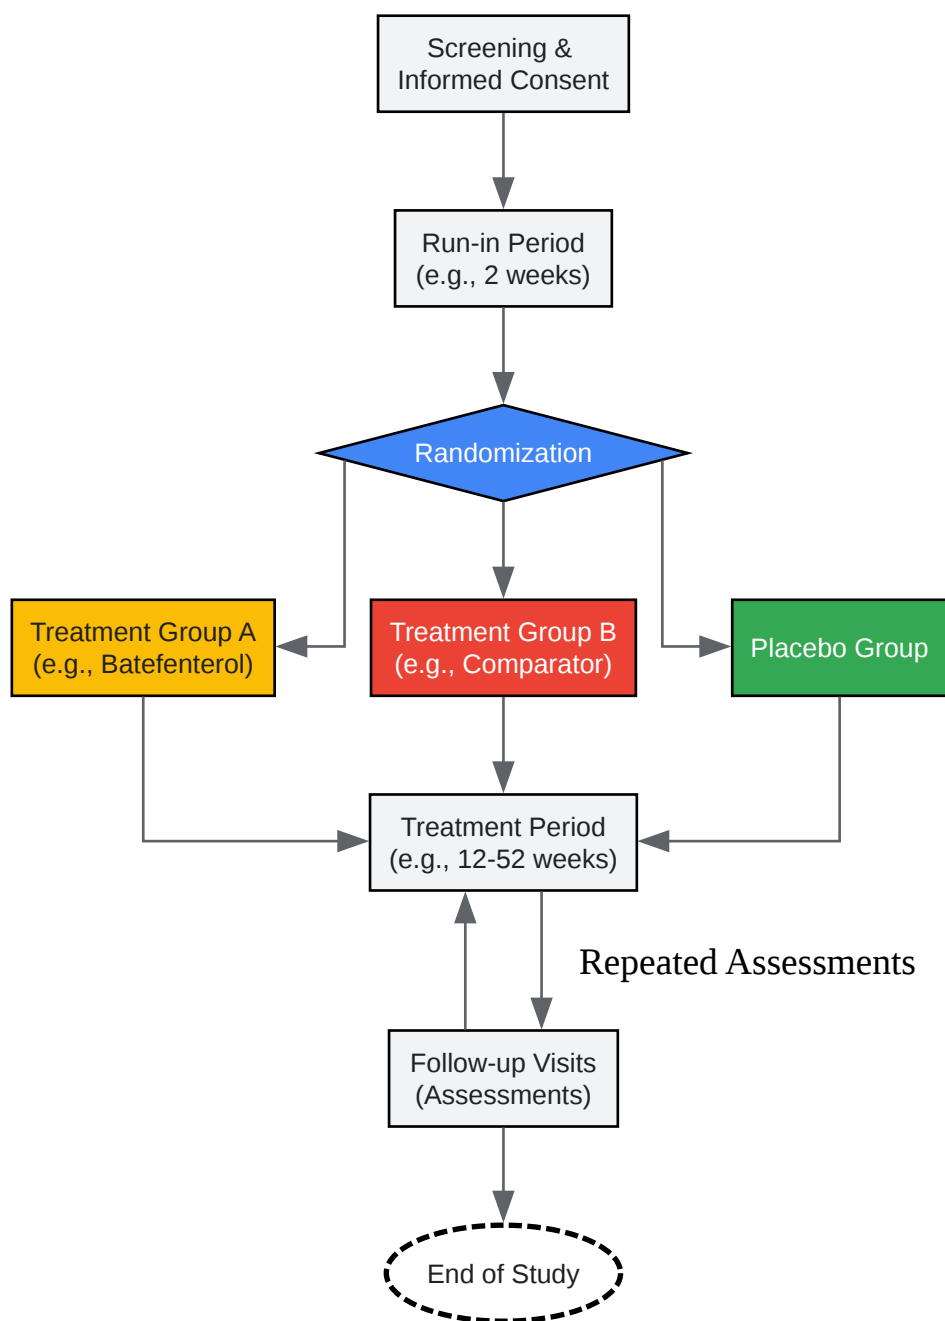 Screening &
Informed Consent
Run-in Period
(e.g., 2 weeks)
Randomization
Treatment Group A
(e.g., Batefenterol)
Treatment Group B
(e.g., Comparator)
Placebo Group
Treatment Period
(e.g., 12-52 weeks)
Repeated Assessments
Follow-up Visits
(Assessments)
End of Study